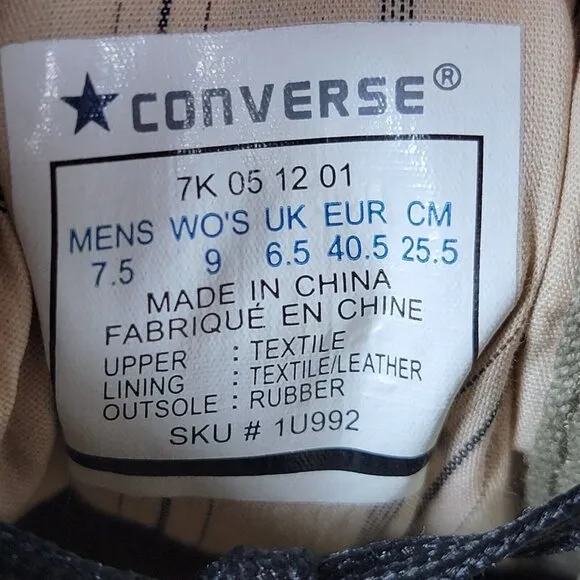 ★ CONVERSE®
7K 05 12 01
MENS WO'S UK EUR CM
7.5 9 6.5 40.5 25.5
MADE IN CHINA
FABRIQUÉ EN CHINE
UPPER : TEXTILE
LINING : TEXTILE/LEATHER
OUTSOLE : RUBBER
SKU # 1U992